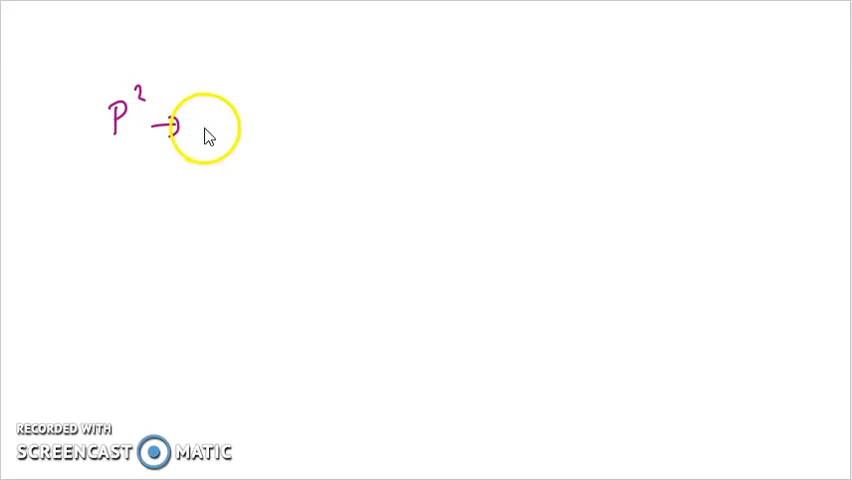 P² →
RECORDED WITH
SCREENCAST MATIC